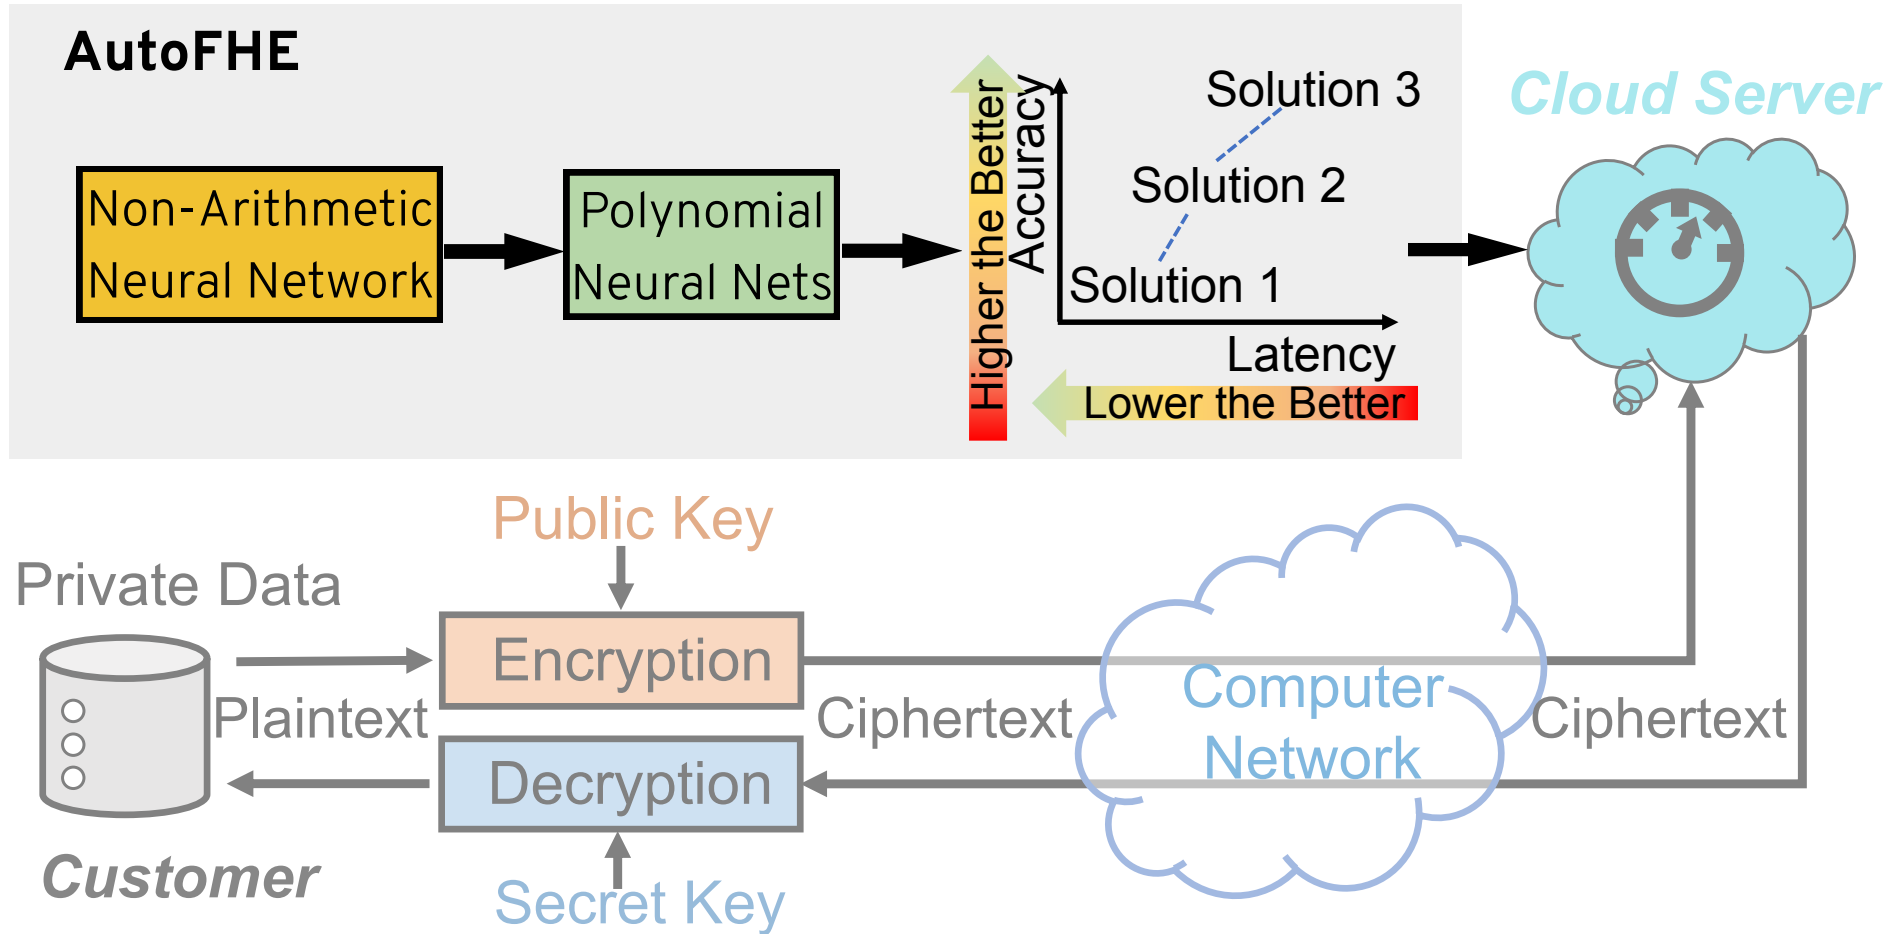 AutoFHE
Non-Arithmetic
Neural Network
Polynomial
Neural Nets
Higher the Better
Accuracy
Solution 3
Solution 2
Solution 1
Latency
Lower the Better
Cloud Server
Public Key
Private Data
Encryption
Plaintext
Ciphertext
Computer
Network
Ciphertext
Decryption
Customer
Secret Key